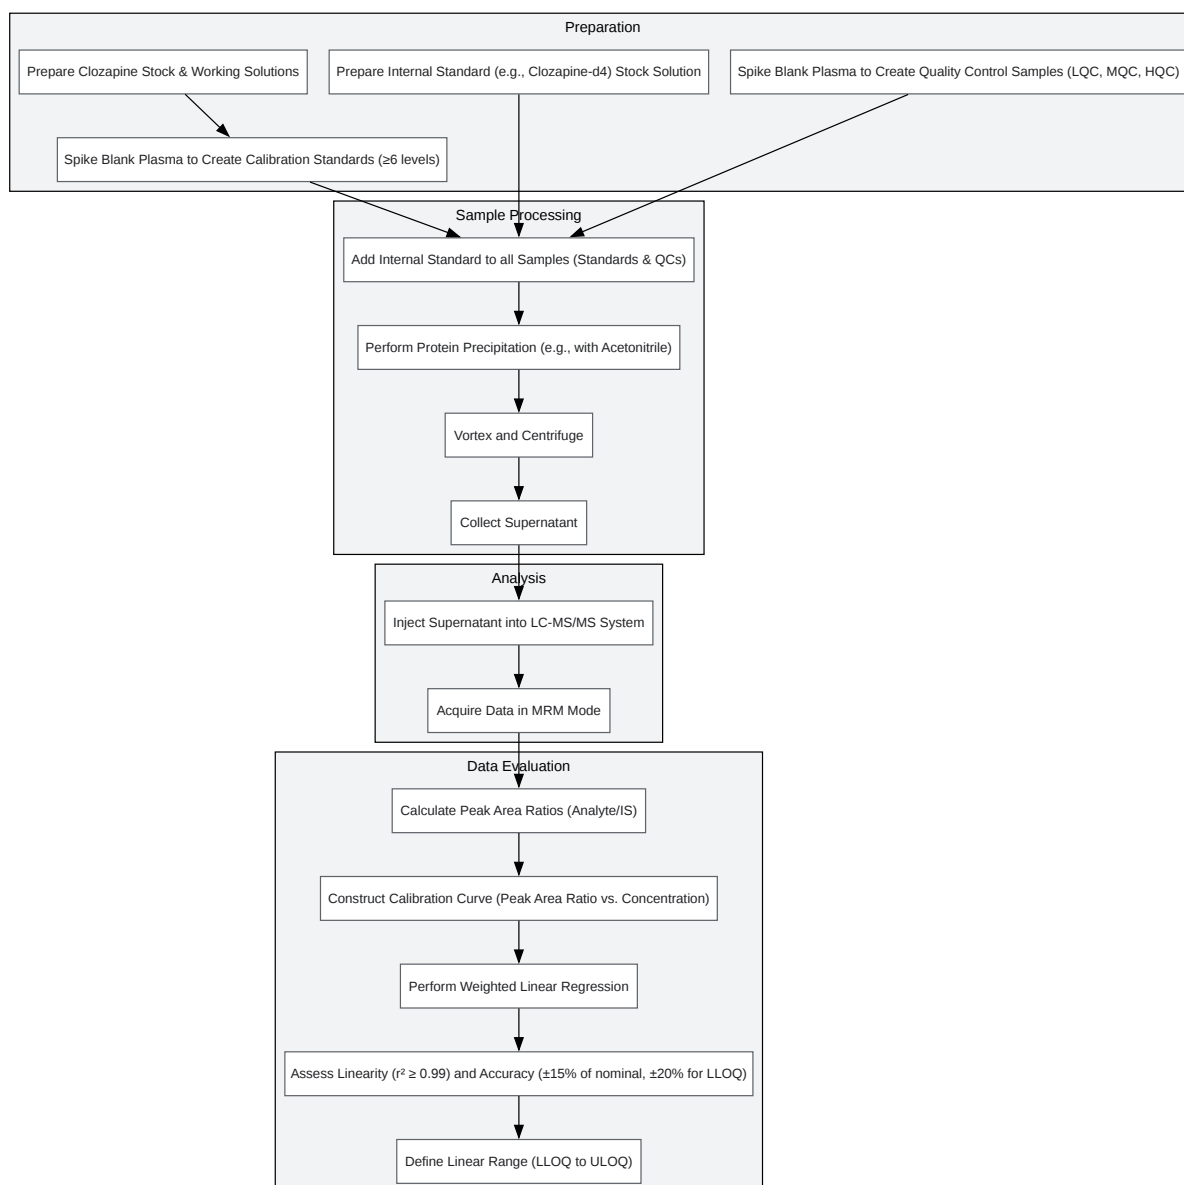 Preparation
Prepare Clozapine Stock & Working Solutions
Prepare Internal Standard (e.g., Clozapine-d4) Stock Solution
Spike Blank Plasma to Create Quality Control Samples (LQC, MQC, HQC)
Spike Blank Plasma to Create Calibration Standards (≥6 levels)
Sample Processing
Add Internal Standard to all Samples (Standards & QCs)
Perform Protein Precipitation (e.g., with Acetonitrile)
Vortex and Centrifuge
Collect Supernatant
Analysis
Inject Supernatant into LC-MS/MS System
Acquire Data in MRM Mode
Data Evaluation
Calculate Peak Area Ratios (Analyte/IS)
Construct Calibration Curve (Peak Area Ratio vs. Concentration)
Perform Weighted Linear Regression
Assess Linearity (r² ≥ 0.99) and Accuracy (±15% of nominal, ±20% for LLOQ)
Define Linear Range (LLOQ to ULOQ)